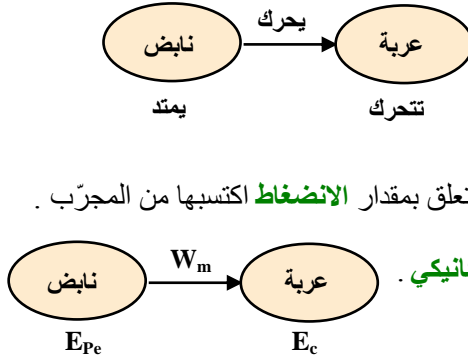 يحرك
نابض عربة
يمتد تتحرك
تعلق بمقدار الانضغاط اكتسبها من المجرّب .
انيكي .
Wm
نابض عربة
EPe Ec